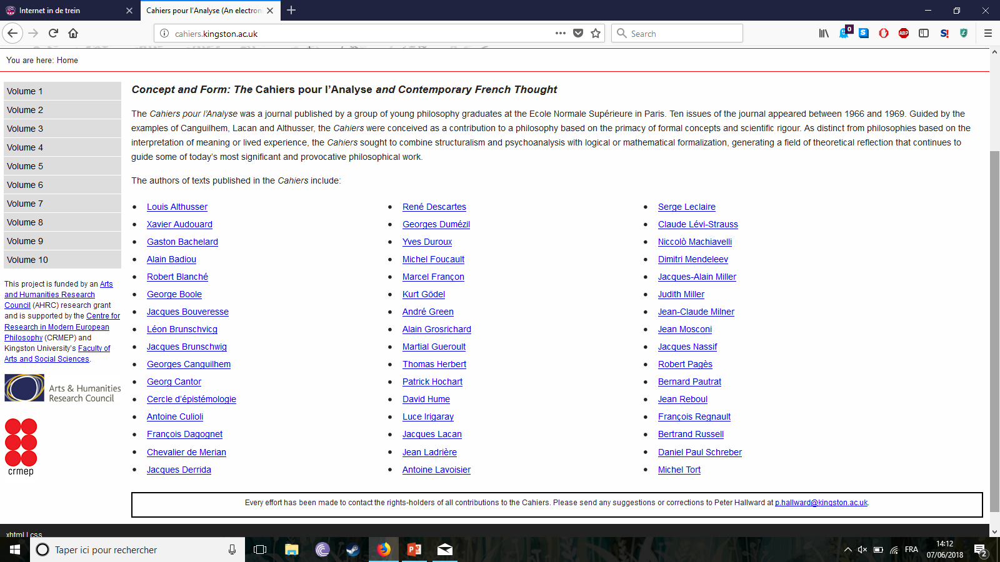 Internet in de trein
Cahiers pour l'Analyse (An electron
cahiers.kingston.ac.uk
Search
0
S
ABP
S!
You are here: Home
Volume 1
Volume 2
Volume 3
Volume 4
Volume 5
Volume 6
Volume 7
Volume 8
Volume 9
Volume 10
This project is funded by an Arts
and Humanities Research
Council (AHRC) research grant
and is supported by the Centre for
Research in Modern European
Philosophy (CRMEP) and
Kingston University's Faculty of
Arts and Social Sciences.
Arts & Humanities
Research Council
crmep
Concept and Form: The Cahiers pour l'Analyse and Contemporary French Thought
The Cahiers pour l'Analyse was a journal published by a group of young philosophy graduates at the Ecole Normale Supérieure in Paris. Ten issues of the journal appeared between 1966 and 1969. Guided by the
examples of Canguilhem, Lacan and Althusser, the Cahiers were conceived as a contribution to a philosophy based on the primacy of formal concepts and scientific rigour. As distinct from philosophies based on the
interpretation of meaning or lived experience, the Cahiers sought to combine structuralism and psychoanalysis with logical or mathematical formalization, generating a field of theoretical reflection that continues to
guide some of today's most significant and provocative philosophical work.
The authors of texts published in the Cahiers include:
Louis Althusser
Xavier Audouard
Gaston Bachelard
Alain Badiou
Robert Blanché
George Boole
Jacques Bouveresse
Léon Brunschvicg
Jacques Brunschwig
Georges Canguilhem
Georg Cantor
Cercle d'épistémologie
Antoine Culioli
François Dagognet
Chevalier de Merian
Jacques Derrida
René Descartes
Georges Dumézil
Yves Duroux
Michel Foucault
Marcel Françon
Kurt Gödel
André Green
Alain Grosrichard
Martial Gueroult
Thomas Herbert
Patrick Hochart
David Hume
Luce Irigaray
Jacques Lacan
Jean Ladrière
Antoine Lavoisier
Serge Leclaire
Claude Lévi-Strauss
Niccolò Machiavelli
Dimitri Mendeleev
Jacques-Alain Miller
Judith Miller
Jean-Claude Milner
Jean Mosconi
Jacques Nassif
Robert Pagès
Bernard Pautrat
Jean Reboul
François Regnault
Bertrand Russell
Daniel Paul Schreber
Michel Tort
Every effort has been made to contact the rights-holders of all contributions to the Cahiers. Please send any suggestions or corrections to Peter Hallward at p.hallward@kingston.ac.uk.
xhtml | css
Taper ici pour rechercher
FRA
14:12
07/06/2018
2